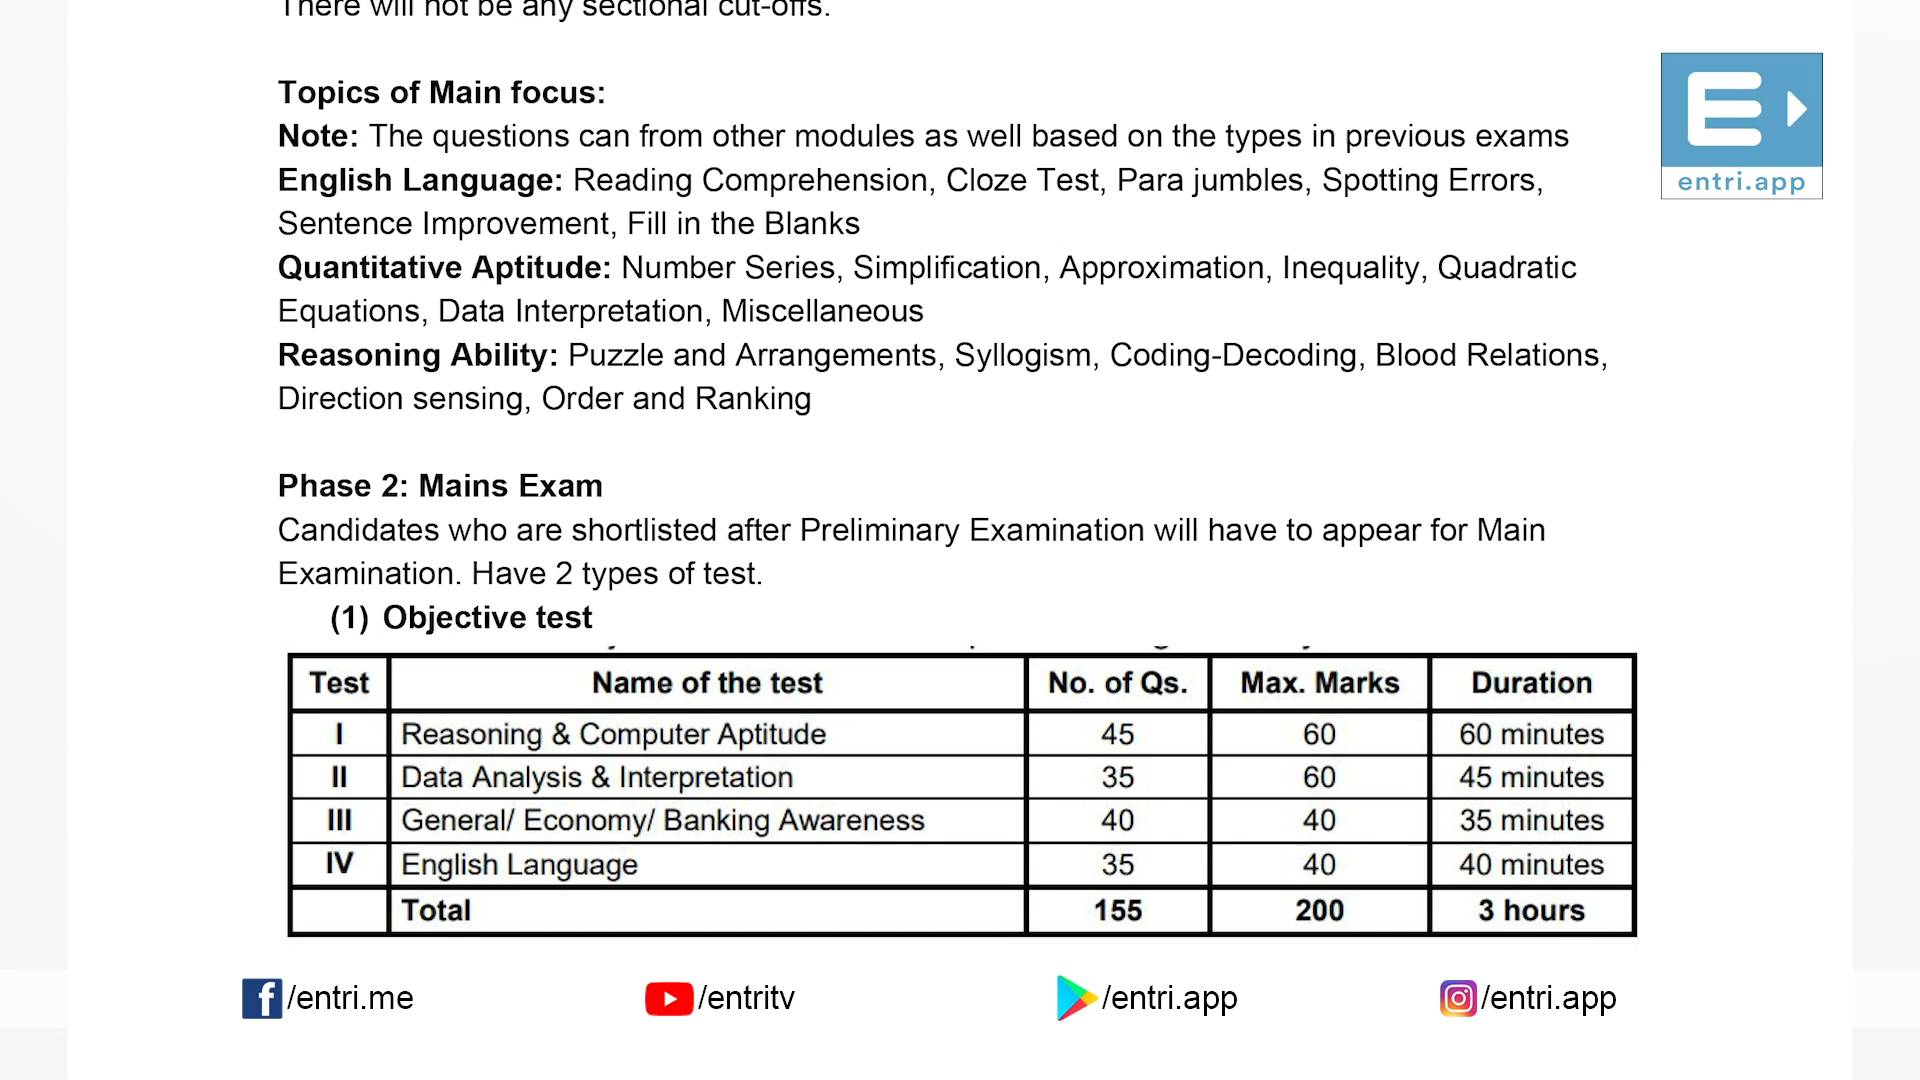 There will not be any sectional cut-offs.
Topics of Main focus:
Note: The questions can from other modules as well based on the types in previous exams
English Language: Reading Comprehension, Cloze Test, Para jumbles, Spotting Errors,
Sentence Improvement, Fill in the Blanks
Quantitative Aptitude: Number Series, Simplification, Approximation, Inequality, Quadratic
Equations, Data Interpretation, Miscellaneous
Reasoning Ability: Puzzle and Arrangements, Syllogism, Coding-Decoding, Blood Relations,
Direction sensing, Order and Ranking
Phase 2: Mains Exam
Candidates who are shortlisted after Preliminary Examination will have to appear for Main
Examination. Have 2 types of test.
(1) Objective test
Test Name of the test No. of Qs. Max. Marks Duration
I Reasoning & Computer Aptitude 45 60 60 minutes
II Data Analysis & Interpretation 35 60 45 minutes
III General/ Economy/ Banking Awareness 40 40 35 minutes
IV English Language 35 40 40 minutes
Total 155 200 3 hours
E
entri.app
/entri.me /entritv /entri.app /entri.app